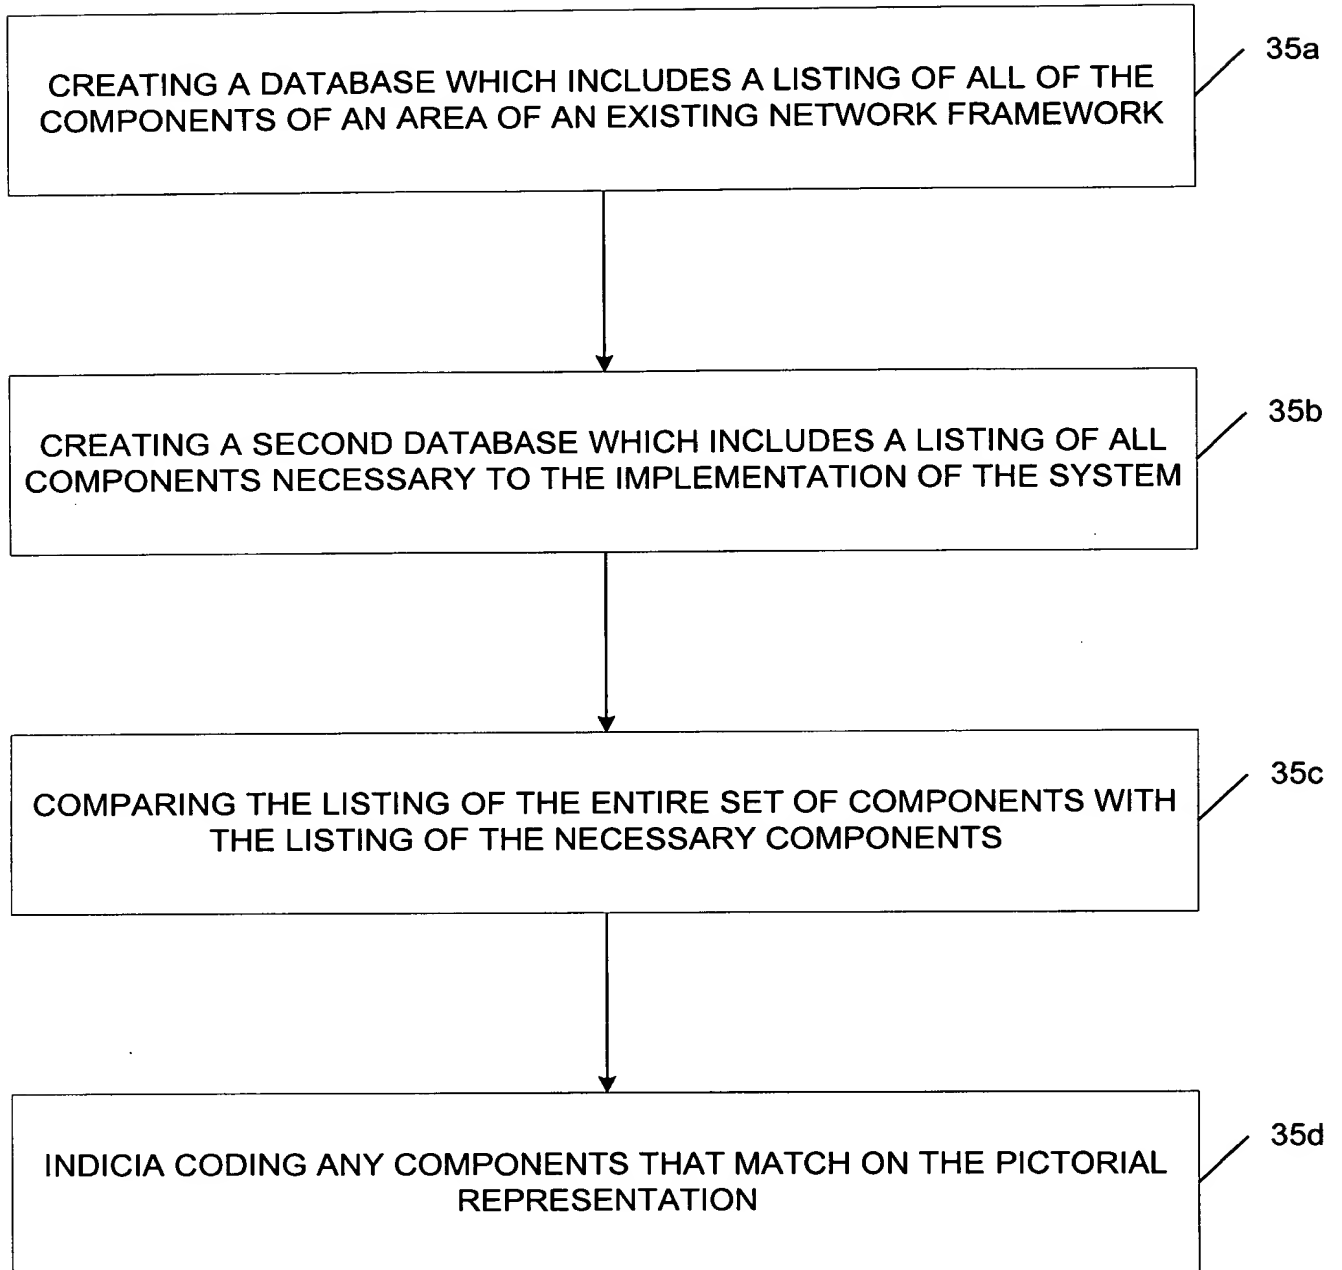 CREATING A DATABASE WHICH INCLUDES A LISTING OF ALL OF THE
COMPONENTS OF AN AREA OF AN EXISTING NETWORK FRAMEWORK
35a
CREATING A SECOND DATABASE WHICH INCLUDES A LISTING OF ALL
COMPONENTS NECESSARY TO THE IMPLEMENTATION OF THE SYSTEM
35b
COMPARING THE LISTING OF THE ENTIRE SET OF COMPONENTS WITH
THE LISTING OF THE NECESSARY COMPONENTS
35c
INDICIA CODING ANY COMPONENTS THAT MATCH ON THE PICTORIAL
REPRESENTATION
35d